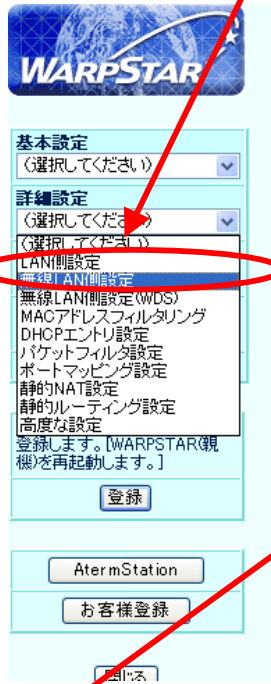 WARPSTAR
基本設定
(選択してください)
詳細設定
(選択してください)
(選択してください)
LAN側設定
無線LAN側設定
無線LAN側設定(WDS)
MACアドレスフィルタリング
DHCPエントリ設定
パケットフィルタ設定
ポートマッピング設定
静的NAT設定
静的ルーティング設定
高度な設定
登録します。[WARPSTAR(親
機)を再起動します。]
登録
AtermStation
お客様登録
閉じる